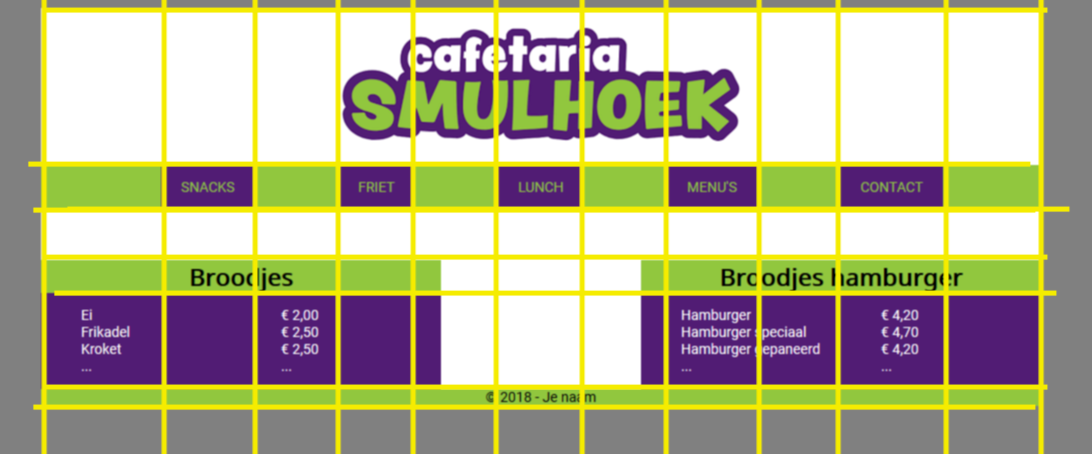 cafetaria
SMULHOEK
SNACKS FRIET LUNCH MENU'S CONTACT
Broodjes Broodjes hamburger
Ei € 2,00 Hamburger € 4,20
Frikadel € 2,50 Hamburger speciaal € 4,70
Kroket € 2,50 Hamburger gepaneerd € 4,20
... ... ... ...
© 2018 - Je naam